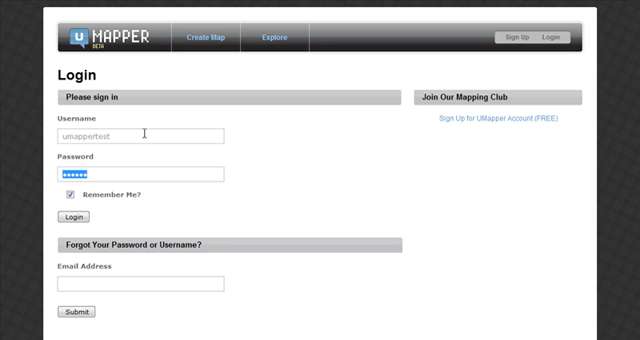 u MAPPER
BETA
Create Map
Explore
Sign Up
Login
Login
Please sign in
Join Our Mapping Club
Username
Sign Up for UMapper Account (FREE)
umappertest
Password
••••••
Remember Me?
Login
Forgot Your Password or Username?
Email Address
Submit